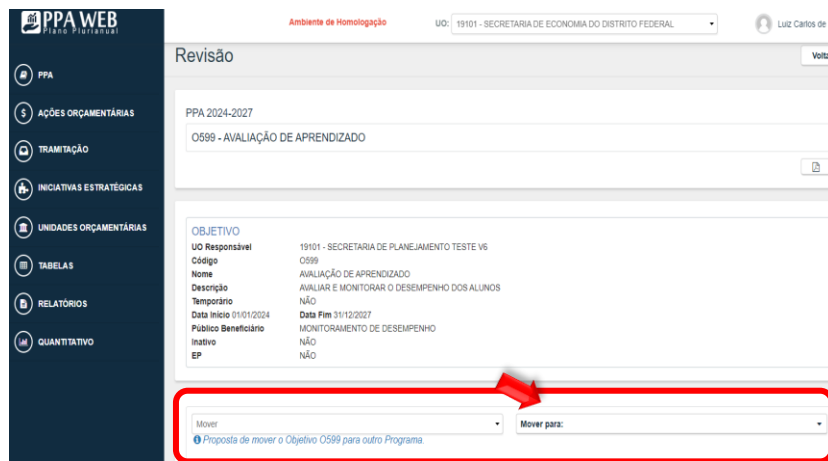 PPA WEB
Plano Plurianual
Ambiente de Homologação
UO: 19101 - SECRETARIA DE ECONOMIA DO DISTRITO FEDERAL
Luiz Carlos de
PPA
AÇÕES ORÇAMENTÁRIAS
TRAMITAÇÃO
INICIATIVAS ESTRATÉGICAS
UNIDADES ORÇAMENTÁRIAS
TABELAS
RELATÓRIOS
QUANTITATIVO
Revisão
Volta
PPA 2024-2027
O599 - AVALIAÇÃO DE APRENDIZADO
OBJETIVO
UO Responsável 19101 - SECRETARIA DE PLANEJAMENTO TESTE V6
Código O599
Nome AVALIAÇÃO DE APRENDIZADO
Descrição AVALIAR E MONITORAR O DESEMPENHO DOS ALUNOS
Temporário NÃO
Data Início 01/01/2024 Data Fim 31/12/2027
Público Beneficiário MONITORAMENTO DE DESEMPENHO
Inativo NÃO
EP NÃO
Mover
Mover para:
Proposta de mover o Objetivo O599 para outro Programa.